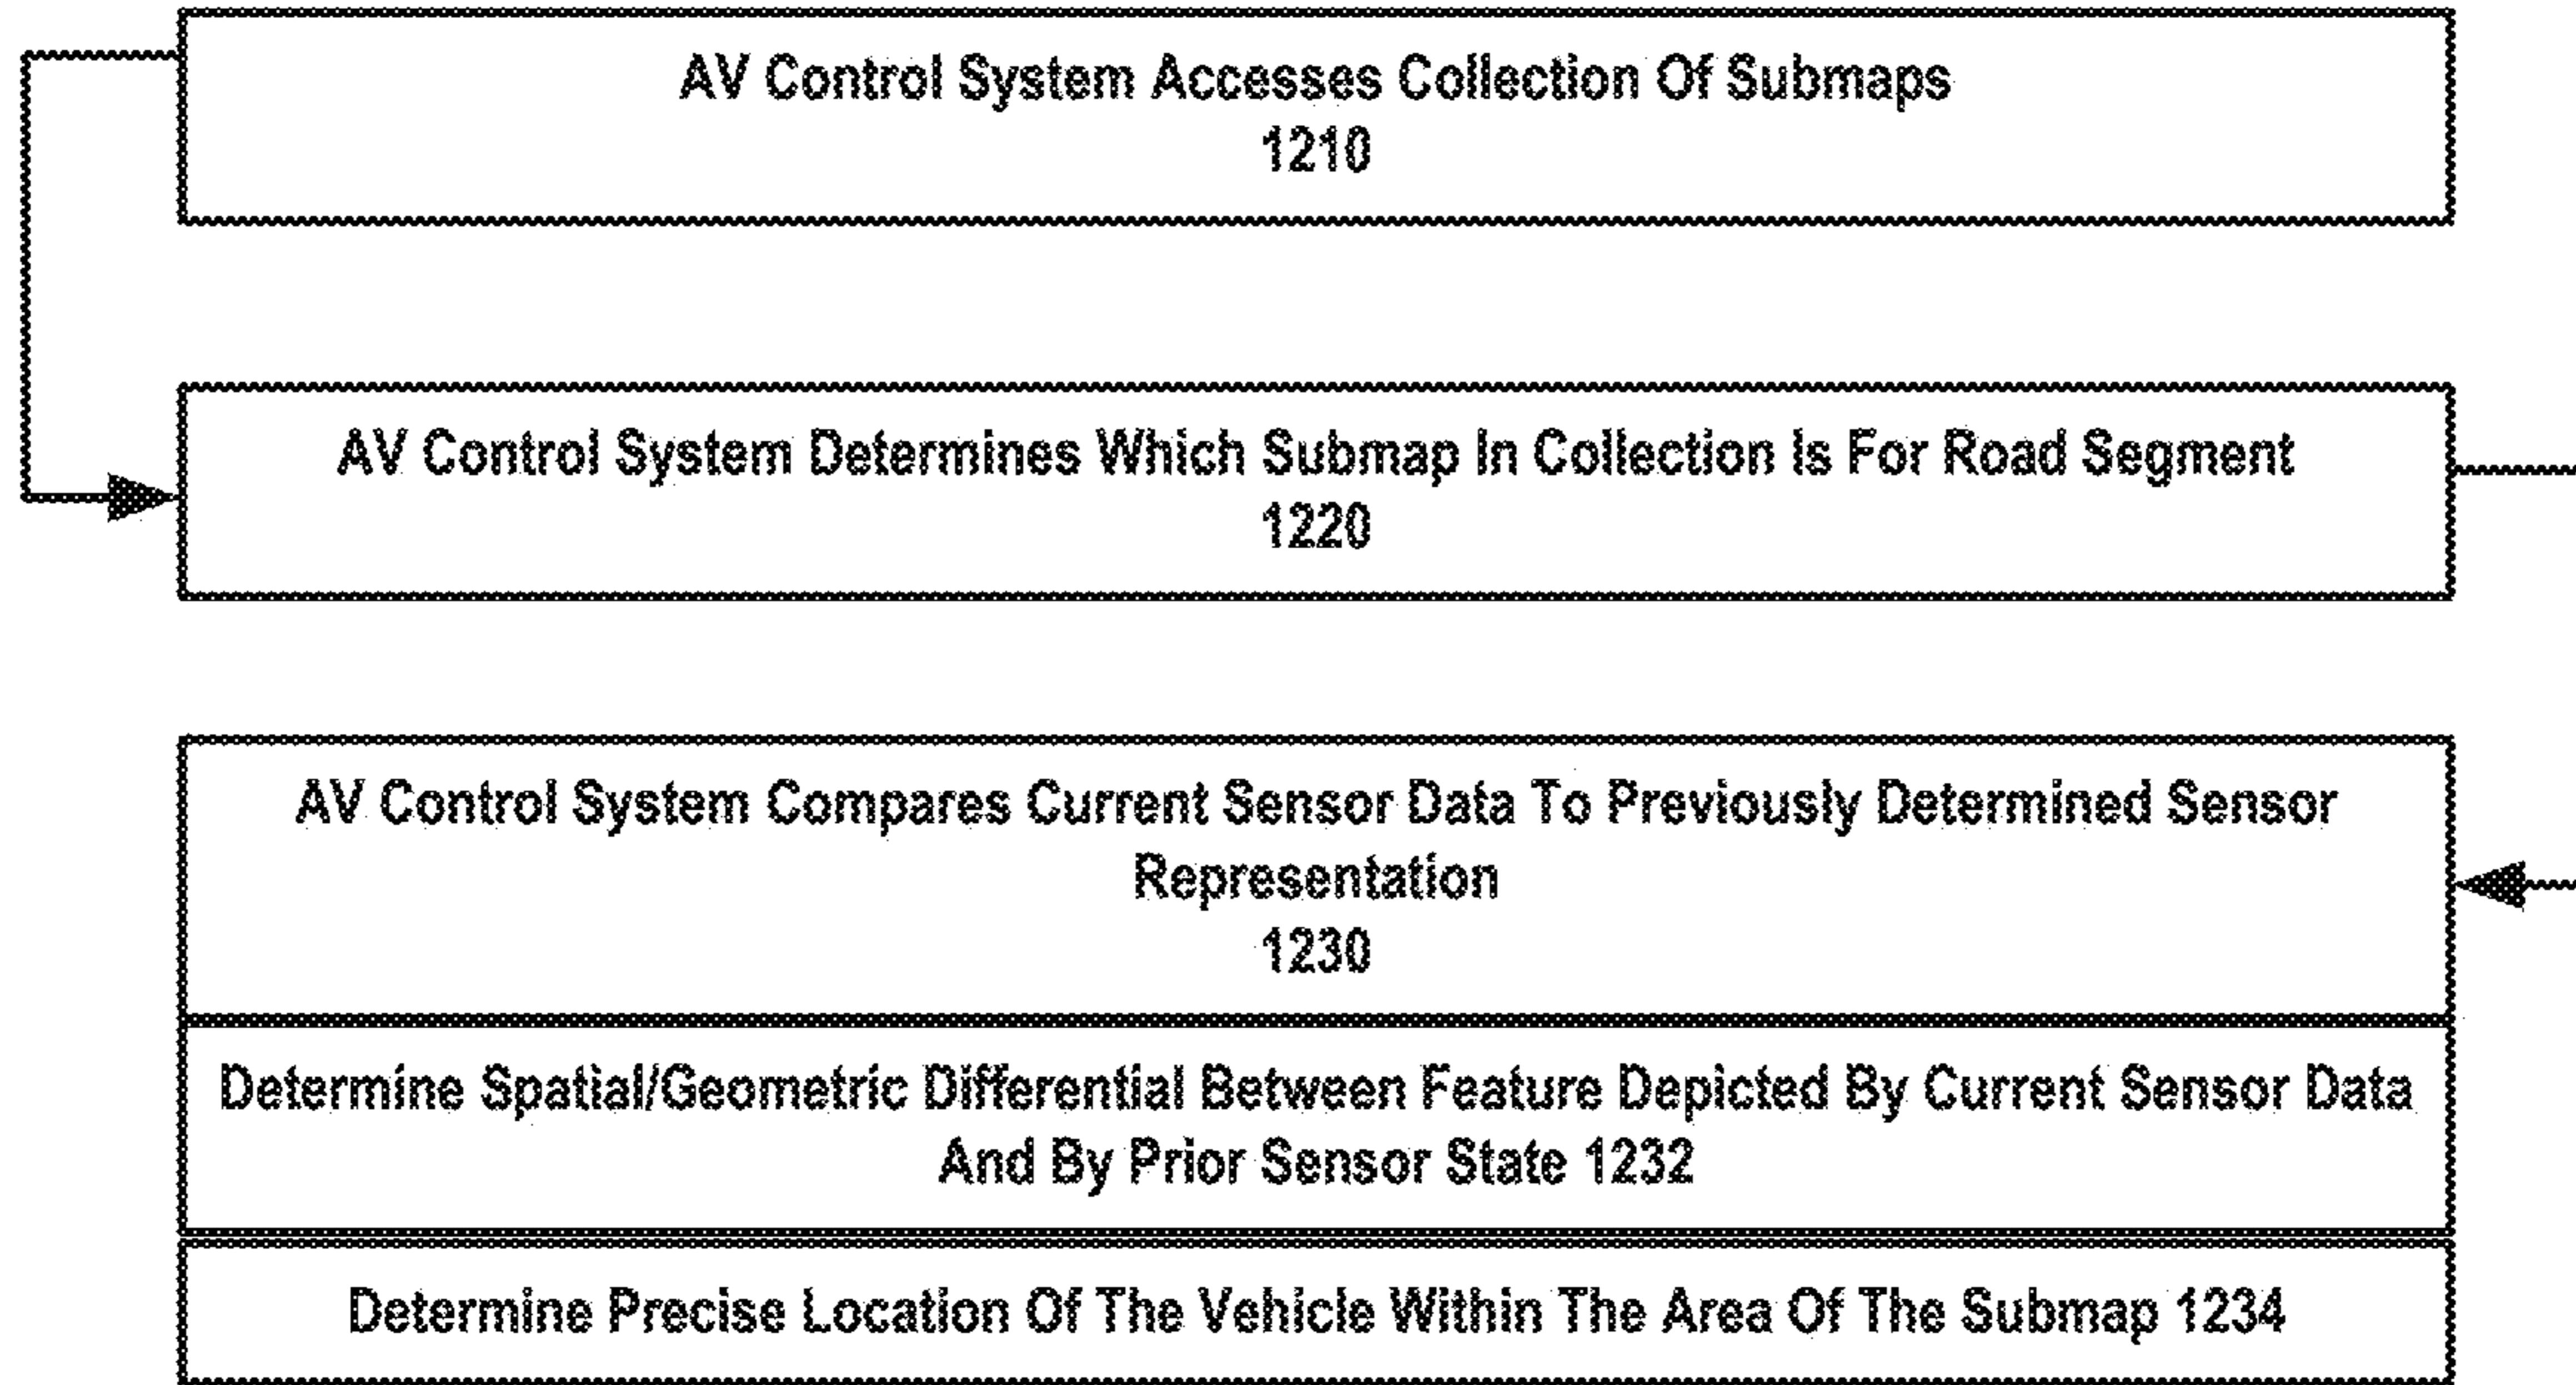 AV Control System Accesses Collection Of Submaps
1210
AV Control System Determines Which Submap In Collection Is For Road Segment
1220
AV Control System Compares Current Sensor Data To Previously Determined Sensor
Representation
1230
Determine Spatial/Geometric Differential Between Feature Depicted By Current Sensor Data
And By Prior Sensor State 1232
Determine Precise Location Of The Vehicle Within The Area Of The Submap 1234